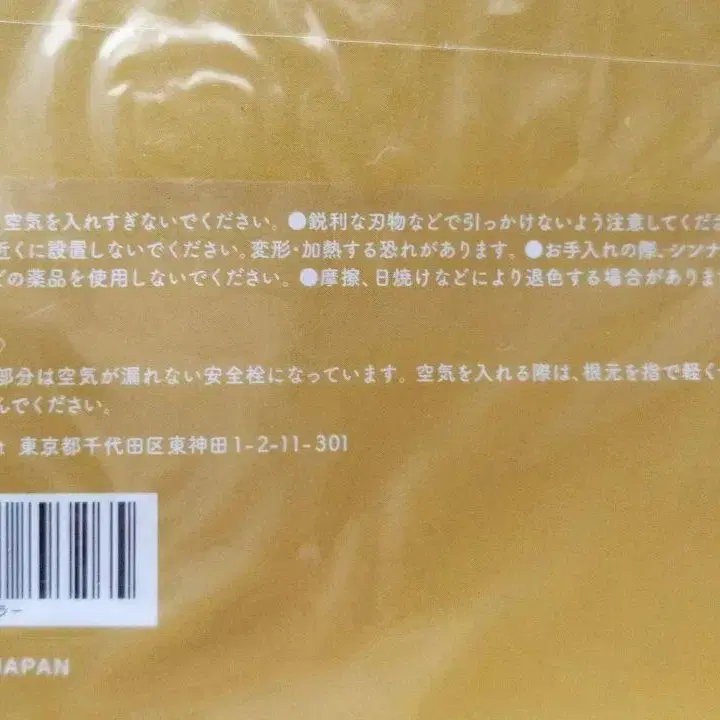 空気を入れすぎないでください。●鋭利な刃物などで引っかけないよう注意してくださ
近くに設置しないでください。変形・加熱する恐れがあります。●お手入れの際、シンナ
どの薬品を使用しないでください。●摩擦、日焼けなどにより退色する場合がありま
部分は空気が漏れない安全栓になっています。空気を入れる際は、根元を指で軽く
んでください。
東京都千代田区東神田1-2-11-301
ラー
JAPAN